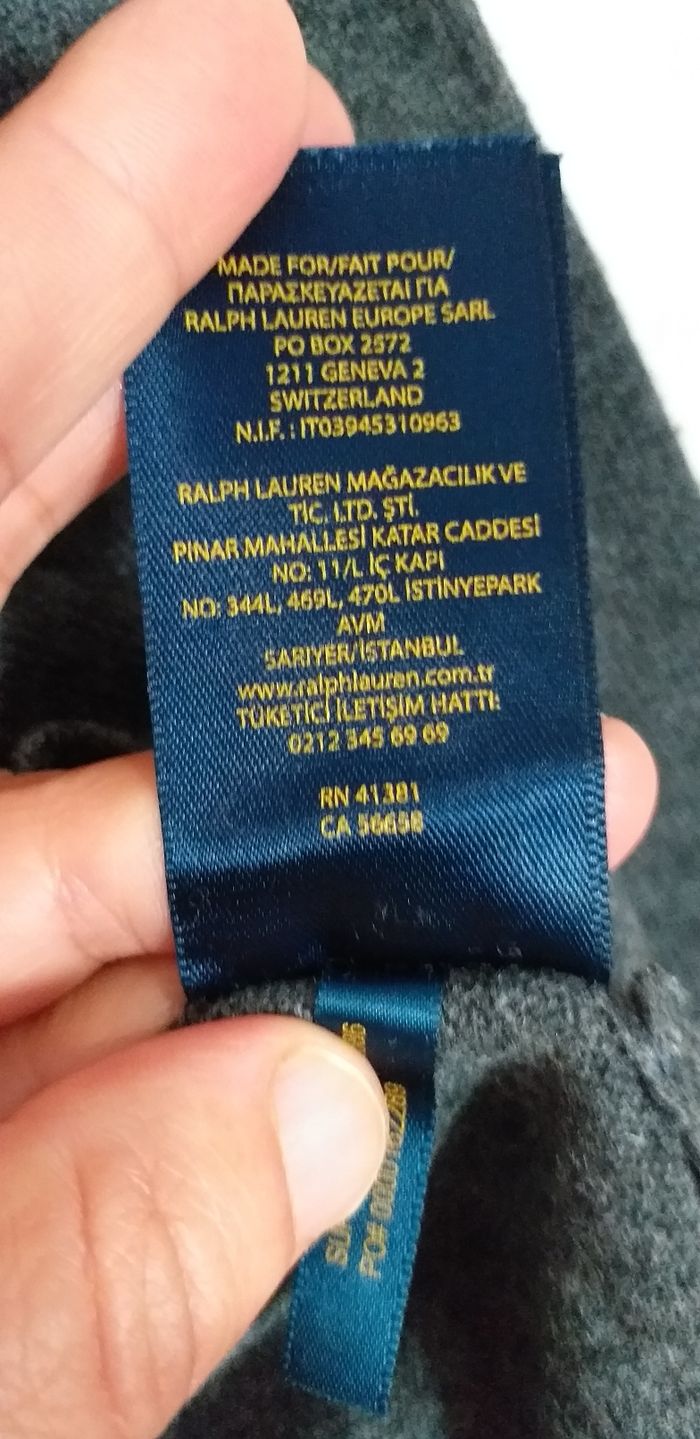 MADE FOR/FAIT POUR/
ΠΑΡΑΣΚΕΥΑΖΕΤΑΙ ΓΙΑ
RALPH LAUREN EUROPE SARL
PO BOX 2572
1211 GENEVA 2
SWITZERLAND
N.I.F. : IT03945310963
RALPH LAUREN MAĞAZACILIK VE
TİC. LTD. ŞTİ.
PINAR MAHALLESİ KATAR CADDESİ
NO: 11/L İÇ KAPI
NO: 344L, 469L, 470L İSTİNYEPARK
AVM
SARIYER/İSTANBUL
www.ralphlauren.com.tr
TÜKETİCİ İLETİŞİM HATTI:
0212 345 69 69
RN 41381
CA 56658
PO#